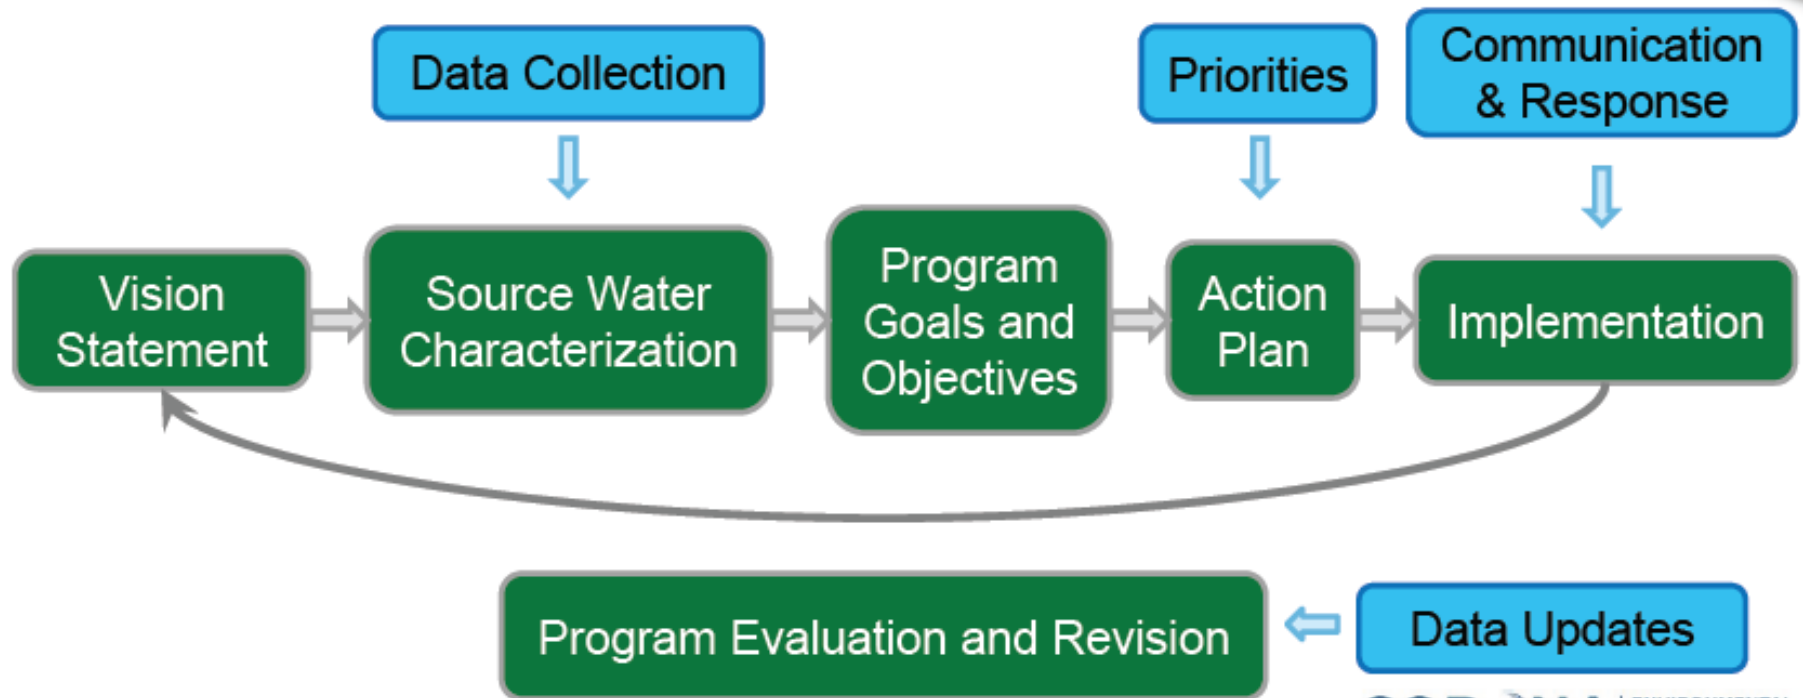 Data Collection
Priorities
Communication
& Response
Vision
Statement
Source Water
Characterization
Program
Goals and
Objectives
Action
Plan
Implementation
Program Evaluation and Revision
Data Updates